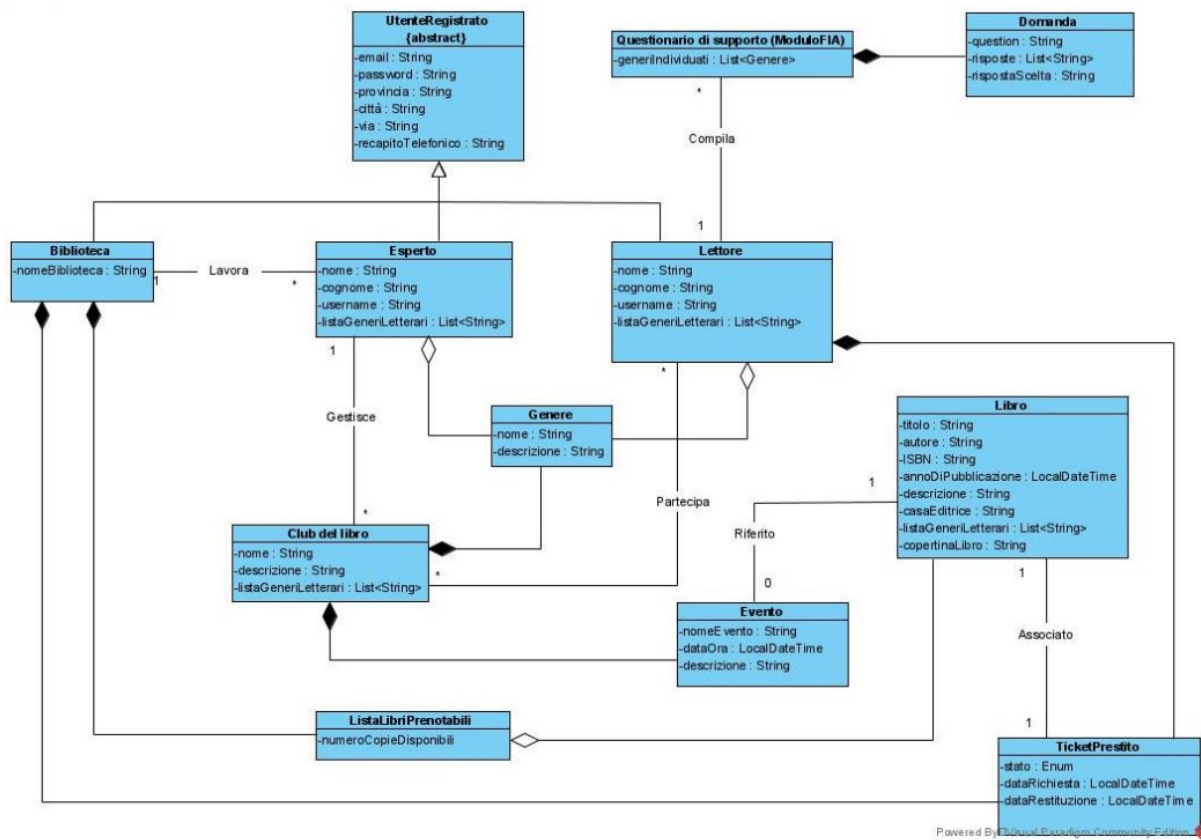 UtenteRegistrato
{abstract}
-email : String
-password : String
-provincia : String
-città : String
-via : String
-recapitoTelefonico : String
Questionario di supporto (ModuloFIA)
-generiIndividuati : List<Genere>
Domanda
-question : String
-risposte : List<String>
-rispostaScelta : String
*
Compila
1
Biblioteca
-nomeBiblioteca : String
1
Lavora
*
Esperto
-nome : String
-cognome : String
-username : String
-listaGeneriLetterari : List<String>
Lettore
-nome : String
-cognome : String
-username : String
-listaGeneriLetterari : List<String>
1
Gestisce
*
*
Partecipa
*
Genere
-nome : String
-descrizione : String
Libro
-titolo : String
-autore : String
-ISBN : String
-annoDiPubblicazione : LocalDateTime
-descrizione : String
-casaEditrice : String
-listaGeneriLetterari : List<String>
-copertinaLibro : String
1
Riferito
0
Club del libro
-nome : String
-descrizione : String
-listaGeneriLetterari : List<String>
Evento
-nomeEvento : String
-dataOra : LocalDateTime
-descrizione : String
1
Associato
1
ListaLibriPrenotabili
-numeroCopieDisponibili
TicketPrestito
-stato : Enum
-dataRichiesta : LocalDateTime
-dataRestituzione : LocalDateTime
Powered By Visual Paradigm Community Edition